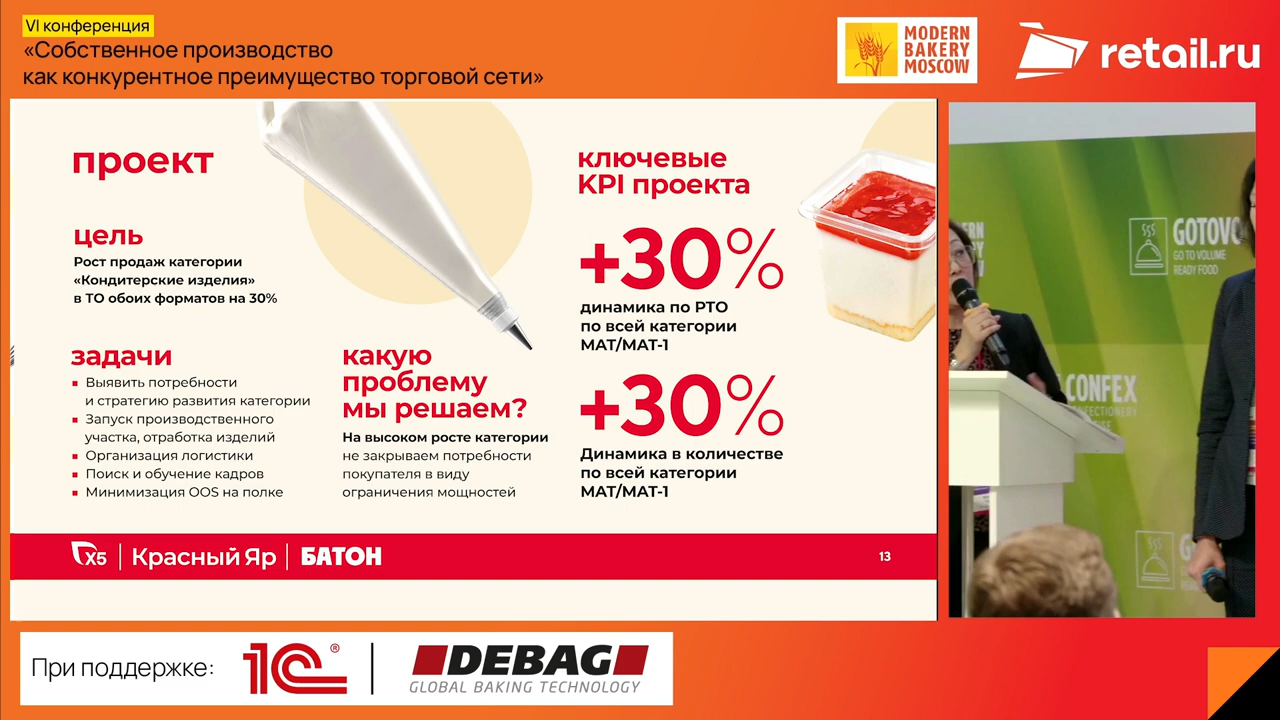 VI конференция
«Собственное производство
как конкурентное преимущество торговой сети»
MODERN
BAKERY
MOSCOW
retail.ru
проект
цель
Рост продаж категории
«Кондитерские изделия»
в ТО обоих форматов на 30%
задачи
Выявить потребности
и стратегию развития категории
Запуск производственного
участка, отработка изделий
Организация логистики
Поиск и обучение кадров
Минимизация OOS на полке
какую
проблему
мы решаем?
На высоком росте категории
не закрываем потребности
покупателя в виду
ограничения мощностей
ключевые
KPI проекта
+30%
динамика по РТО
по всей категории
МАТ/МАТ-1
+30%
Динамика в количестве
по всей категории
МАТ/МАТ-1
X5 | Красный Яр | БАТОН
13
GO TO VOLUME
READY FOOD
CONFEX
При поддержке:
1С®
DEBAG
GLOBAL BAKING TECHNOLOGY